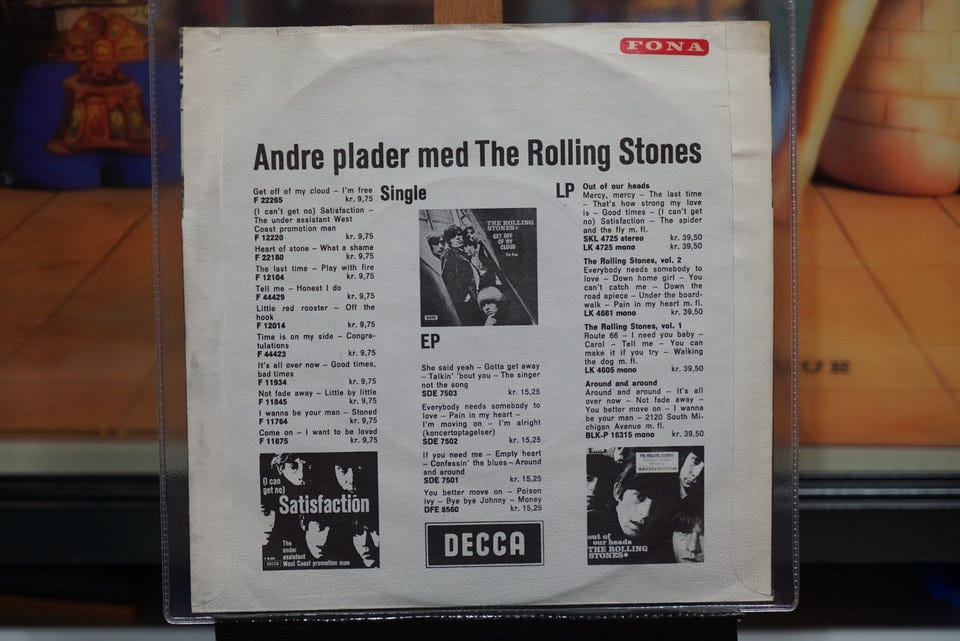 FONA
Andre plader med The Rolling Stones
Single
Get off of my cloud – I'm free
F 22265 kr. 9,75
(I can't get no) Satisfaction –
The under assistant West
Coast promotion man
F 12220 kr. 9,75
Heart of stone – What a shame
F 22180 kr. 9,75
The last time – Play with fire
F 12104 kr. 9,75
Tell me – Honest I do
F 44429 kr. 9,75
Little red rooster – Off the
hook
F 12014 kr. 9,75
Time is on my side – Congra-
tulations
F 44423 kr. 9,75
It's all over now – Good times,
bad times
F 11934 kr. 9,75
Not fade away – Little by little
F 11845 kr. 9,75
I wanna be your man – Stoned
F 11764 kr. 9,75
Come on – I want to be loved
F 11675 kr. 9,75
(I can
get no)
Satisfaction
The
under
assistant
West Coast promotion man
THE ROLLING
STONES
GET OFF
OF MY
CLOUD
I'm free
EP
She said yeah – Gotta get away
– Talkin' 'bout you – The singer
not the song
SDE 7503 kr. 15,25
Everybody needs somebody to
love – Pain in my heart –
I'm moving on – I'm alright
(koncertoptagelser)
SDE 7502 kr. 15,25
If you need me – Empty heart
– Confessin' the blues – Around
and around
SDE 7501 kr. 15,25
You better move on – Poison
ivy – Bye bye Johnny – Money
DFE 8560 kr. 15,25
DECCA
LP
Out of our heads
Mercy, mercy – The last time
– That's how strong my love
is – Good times – (I can't get
no) Satisfaction – The spider
and the fly m. fl.
SKL 4725 stereo kr. 39,50
LK 4725 mono kr. 39,50
The Rolling Stones, vol. 2
Everybody needs somebody to
love – Down home girl – You
can't catch me – Down the
road apiece – Under the board-
walk – Pain in my heart m. fl.
LK 4661 mono kr. 39,50
The Rolling Stones, vol. 1
Route 66 – I need you baby –
Carol – Tell me – You can
make it if you try – Walking
the dog m. fl.
LK 4605 mono kr. 39,50
Around and around
Around and around – It's all
over now – Not fade away –
You better move on – I wanna
be your man – 2120 South Mi-
chigan Avenue m. fl.
BLK-P 16315 mono kr. 39,50
out of
our heads
THE ROLLING
STONES